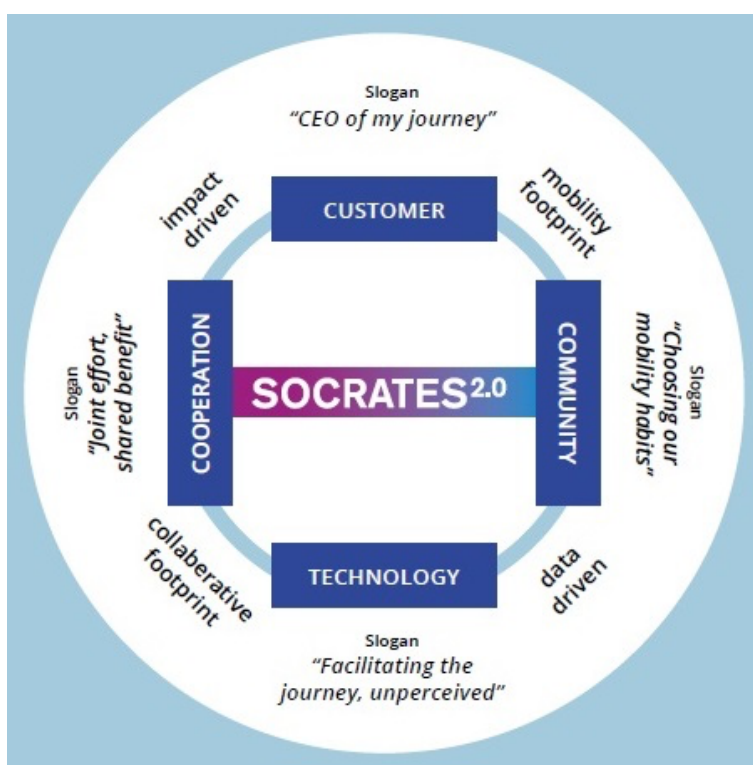 Slogan
“CEO of my journey”
impact
driven
CUSTOMER
mobility
footprint
Slogan
“Joint effort,
shared benefit”
COOPERATION
SOCRATES2.0
COMMUNITY
Slogan
“Choosing our
mobility habits”
collaberative
footprint
TECHNOLOGY
data
driven
Slogan
“Facilitating the
journey, unperceived”